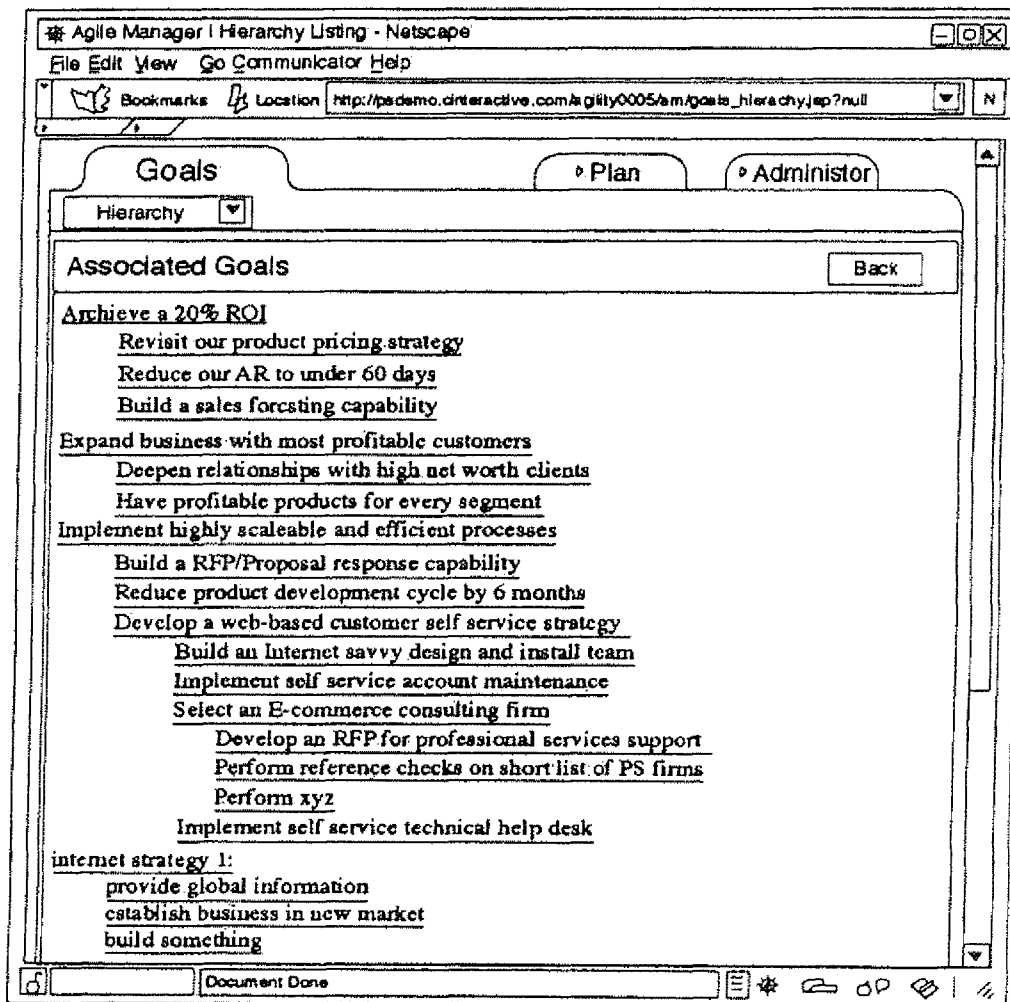 Agile Manager | Hierarchy Listing - Netscape
File Edit View Go Communicator Help
Bookmarks Location http://psdemo.cinteractive.com/agility0005/am/goals_hierachy.jsp?null N
Goals Plan Administor
Hierarchy
Associated Goals Back
Archieve a 20% ROI
Revisit our product pricing strategy
Reduce our AR to under 60 days
Build a sales forcsting capability
Expand business with most profitable customers
Deepen relationships with high net worth clients
Have profitable products for every segment
Implement highly scaleable and efficient processes
Build a RFP/Proposal response capability
Reduce product development cycle by 6 months
Develop a web-based customer self service strategy
Build an Internet savvy design and install team
Implement self service account maintenance
Select an E-commerce consulting firm
Develop an RFP for professional services support
Perform reference checks on short list of PS firms
Perform xyz
Implement self service technical help desk
internet strategy 1:
provide global information
establish business in new market
build something
Document Done